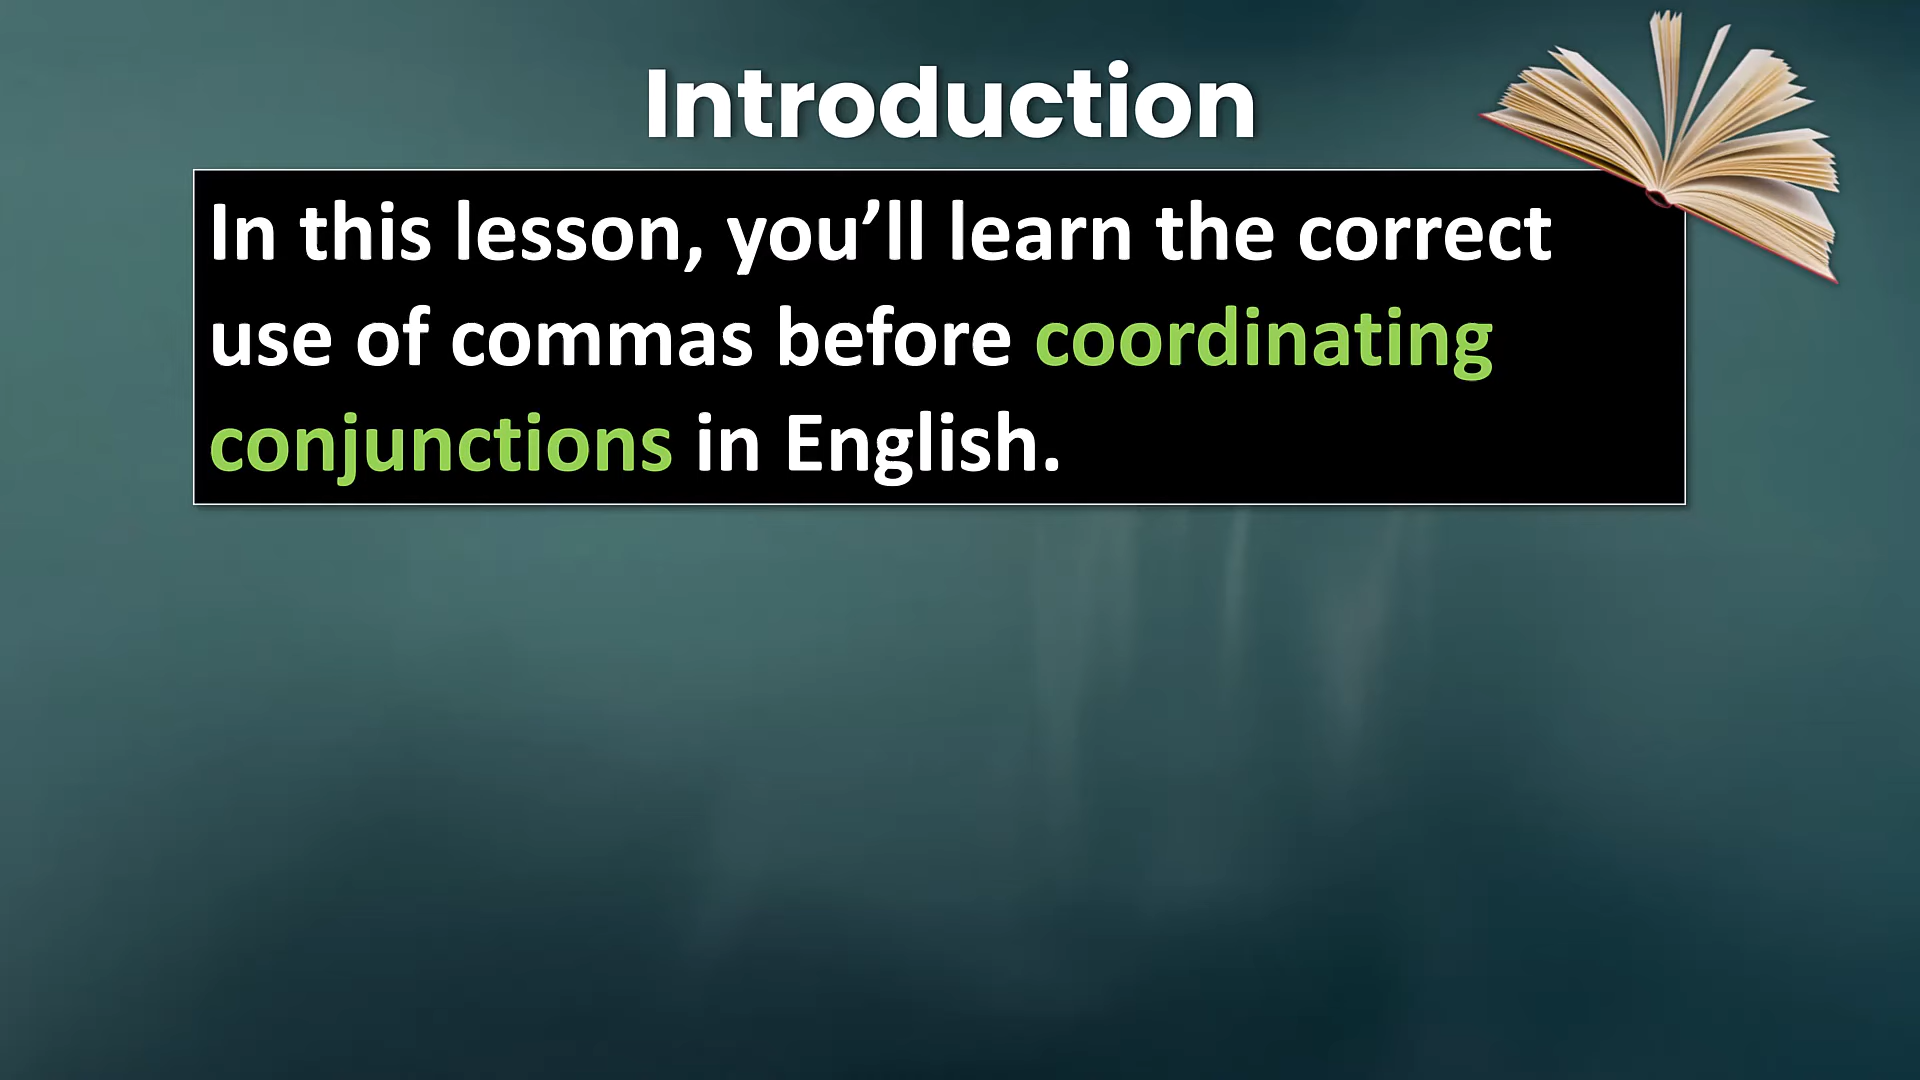 Introduction
In this lesson, you’ll learn the correct
use of commas before coordinating
conjunctions in English.